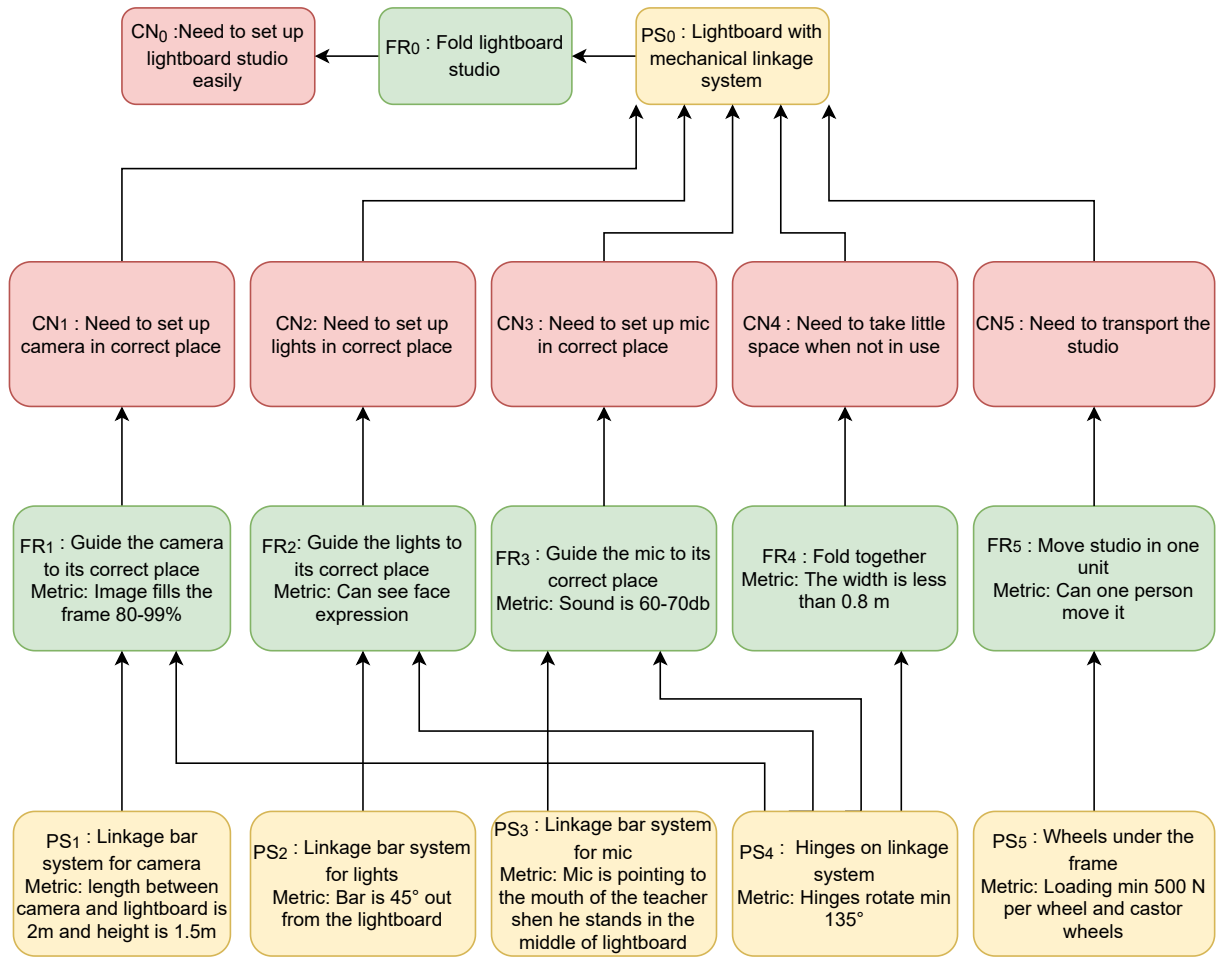 CN0 :Need to set up
lightboard studio
easily
FR0 : Fold lightboard
studio
PS0 : Lightboard with
mechanical linkage
system
CN1 : Need to set up
camera in correct place
CN2: Need to set up
lights in correct place
CN3 : Need to set up mic
in correct place
CN4 : Need to take little
space when not in use
CN5 : Need to transport the
studio
FR1 : Guide the camera
to its correct place
Metric: Image fills the
frame 80-99%
FR2: Guide the lights to
its correct place
Metric: Can see face
expression
FR3 : Guide the mic to its
correct place
Metric: Sound is 60-70db
FR4 : Fold together
Metric: The width is less
than 0.8 m
FR5 : Move studio in one
unit
Metric: Can one person
move it
PS1 : Linkage bar
system for camera
Metric: length between
camera and lightboard is
2m and height is 1.5m
PS2 : Linkage bar system
for lights
Metric: Bar is 45° out
from the lightboard
PS3 : Linkage bar system
for mic
Metric: Mic is pointing to
the mouth of the teacher
shen he stands in the
middle of lightboard
PS4 : Hinges on linkage
system
Metric: Hinges rotate min
135°
PS5 : Wheels under the
frame
Metric: Loading min 500 N
per wheel and castor
wheels